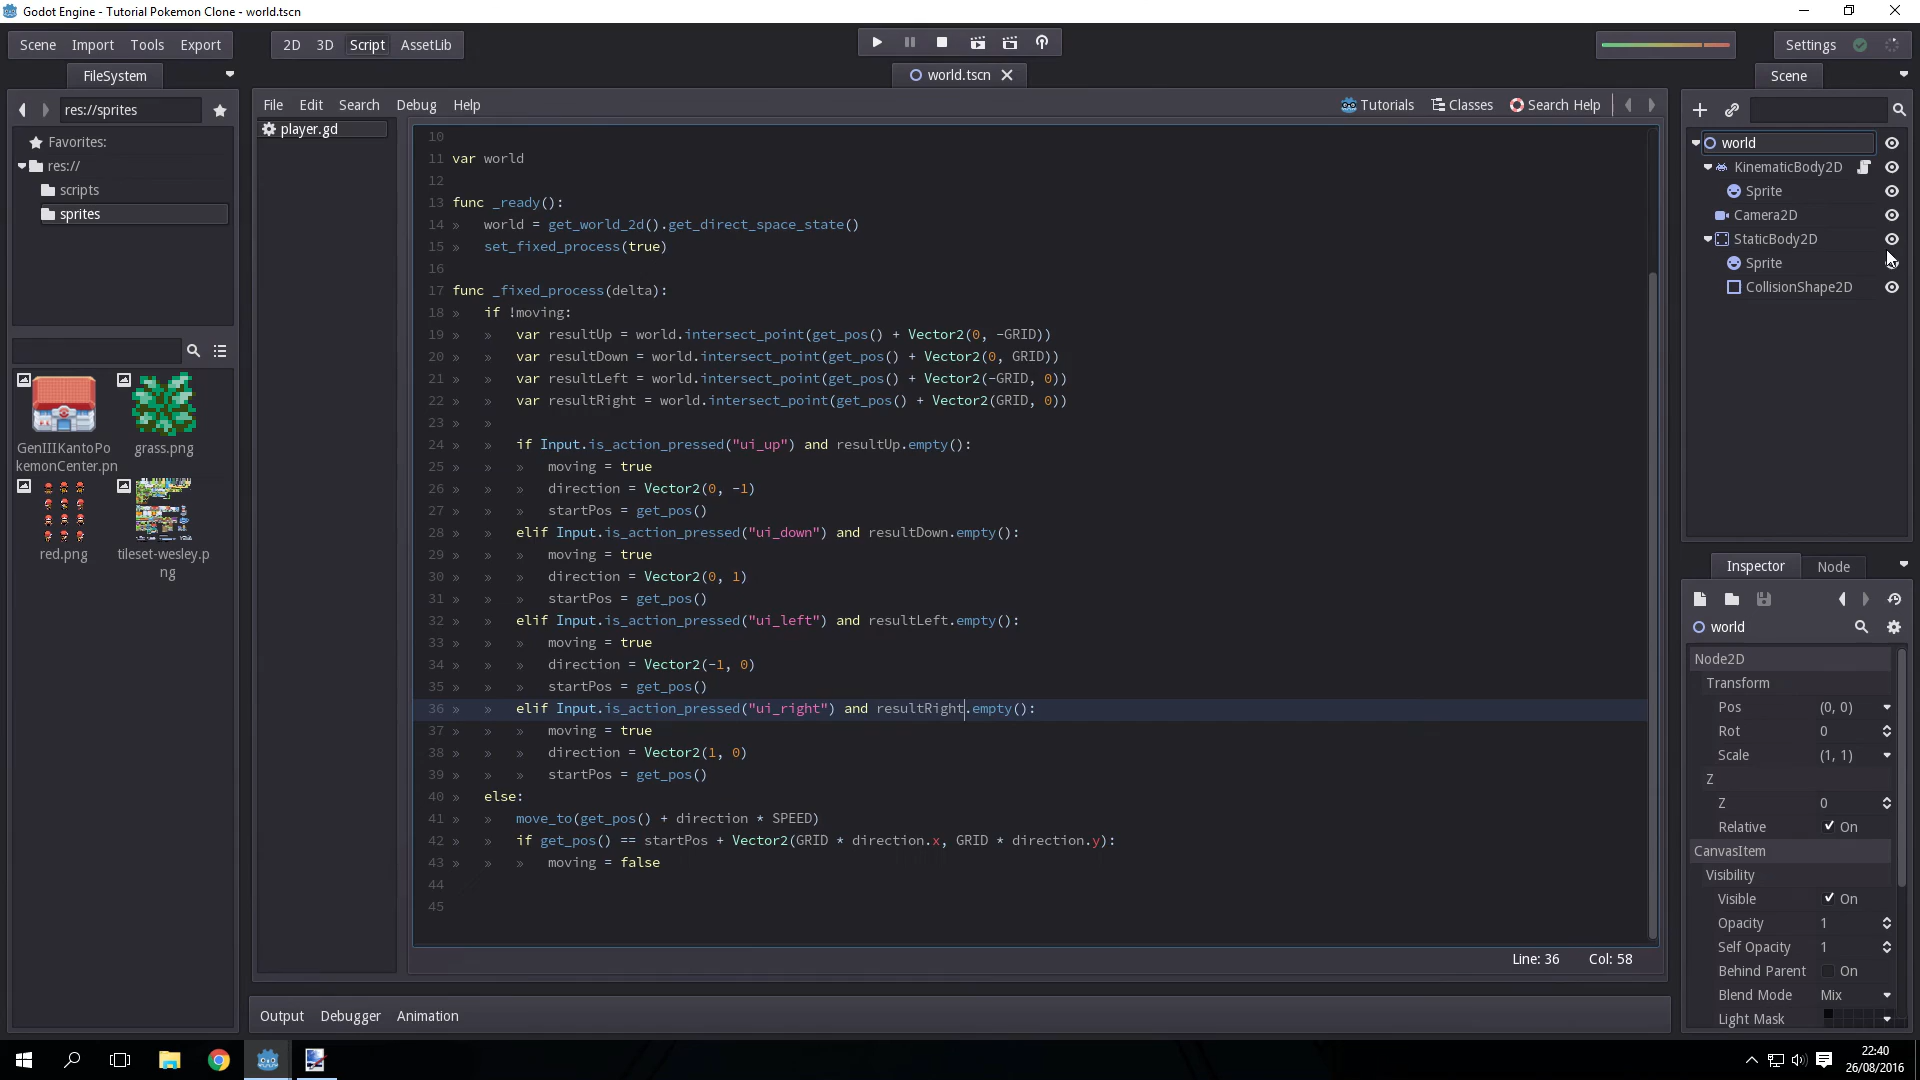 Godot Engine - Tutorial Pokemon Clone - world.tscn
Scene Import Tools Export
2D 3D Script AssetLib
Settings
FileSystem
world.tscn
Scene
res://sprites
Favorites:
res://
scripts
sprites
GenIIIKantoPo
kemonCenter.pn
grass.png
red.png
tileset-wesley.p
ng
File Edit Search Debug Help
Tutorials Classes Search Help
player.gd
10
11 var world
12
13 func _ready():
14 » world = get_world_2d().get_direct_space_state()
15 » set_fixed_process(true)
16
17 func _fixed_process(delta):
18 » if !moving:
19 » » var resultUp = world.intersect_point(get_pos() + Vector2(0, -GRID))
20 » » var resultDown = world.intersect_point(get_pos() + Vector2(0, GRID))
21 » » var resultLeft = world.intersect_point(get_pos() + Vector2(-GRID, 0))
22 » » var resultRight = world.intersect_point(get_pos() + Vector2(GRID, 0))
23 » »
24 » » if Input.is_action_pressed("ui_up") and resultUp.empty():
25 » » » moving = true
26 » » » direction = Vector2(0, -1)
27 » » » startPos = get_pos()
28 » » elif Input.is_action_pressed("ui_down") and resultDown.empty():
29 » » » moving = true
30 » » » direction = Vector2(0, 1)
31 » » » startPos = get_pos()
32 » » elif Input.is_action_pressed("ui_left") and resultLeft.empty():
33 » » » moving = true
34 » » » direction = Vector2(-1, 0)
35 » » » startPos = get_pos()
36 » » elif Input.is_action_pressed("ui_right") and resultRight.empty():
37 » » » moving = true
38 » » » direction = Vector2(1, 0)
39 » » » startPos = get_pos()
40 » else:
41 » » move_to(get_pos() + direction * SPEED)
42 » » if get_pos() == startPos + Vector2(GRID * direction.x, GRID * direction.y):
43 » » » moving = false
44
45
Line: 36 Col: 58
Output Debugger Animation
world
KinematicBody2D
Sprite
Camera2D
StaticBody2D
Sprite
CollisionShape2D
Inspector Node
world
Node2D
Transform
Pos (0, 0)
Rot 0
Scale (1, 1)
Z
Z 0
Relative On
CanvasItem
Visibility
Visible On
Opacity 1
Self Opacity 1
Behind Parent On
Blend Mode Mix
Light Mask
22:40
26/08/2016